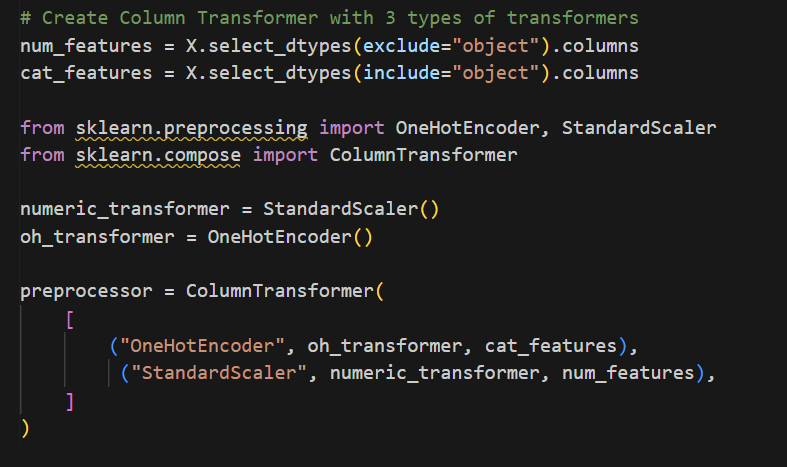 # Create Column Transformer with 3 types of transformers
num_features = X.select_dtypes(exclude="object").columns
cat_features = X.select_dtypes(include="object").columns
from sklearn.preprocessing import OneHotEncoder, StandardScaler
from sklearn.compose import ColumnTransformer
numeric_transformer = StandardScaler()
oh_transformer = OneHotEncoder()
preprocessor = ColumnTransformer(
    [
        ("OneHotEncoder", oh_transformer, cat_features),
         ("StandardScaler", numeric_transformer, num_features),
    ]
)